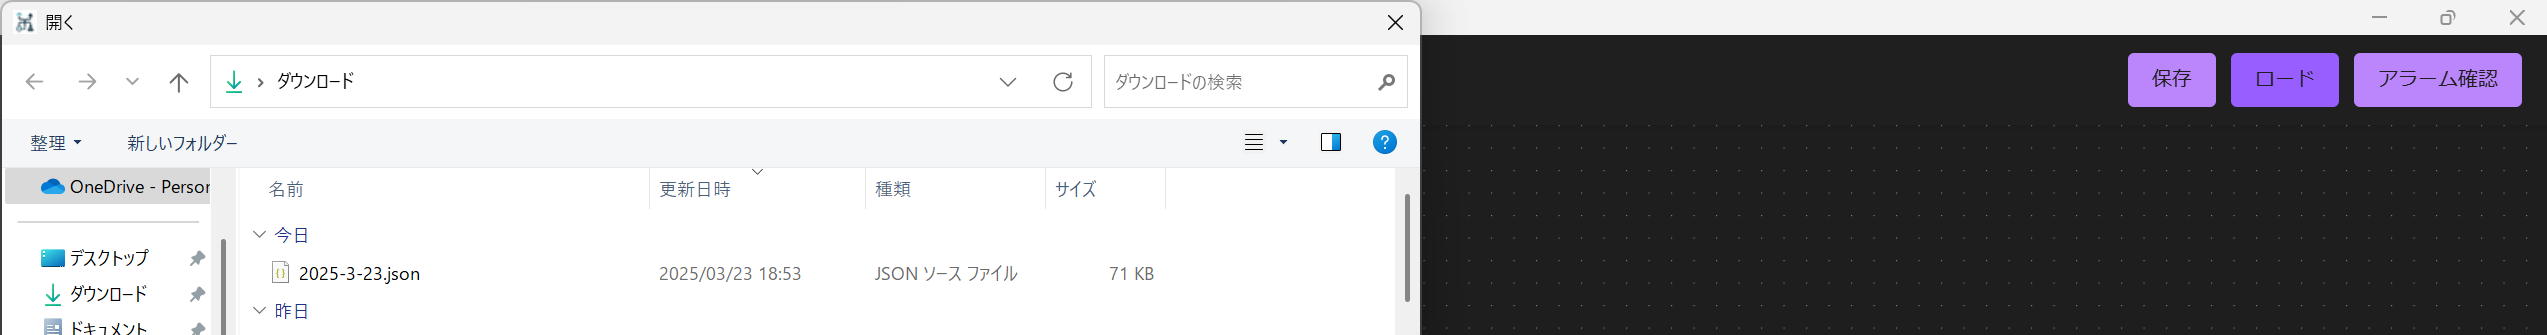 開く
保存 ロード アラーム確認
ダウンロード ダウンロードの検索
整理 新しいフォルダー ?
OneDrive - Person
名前 更新日時 種類 サイズ
今日
デスクトップ
2025-3-23.json 2025/03/23 18:53 JSON ソース ファイル 71 KB
ダウンロード
昨日
ドキュメント